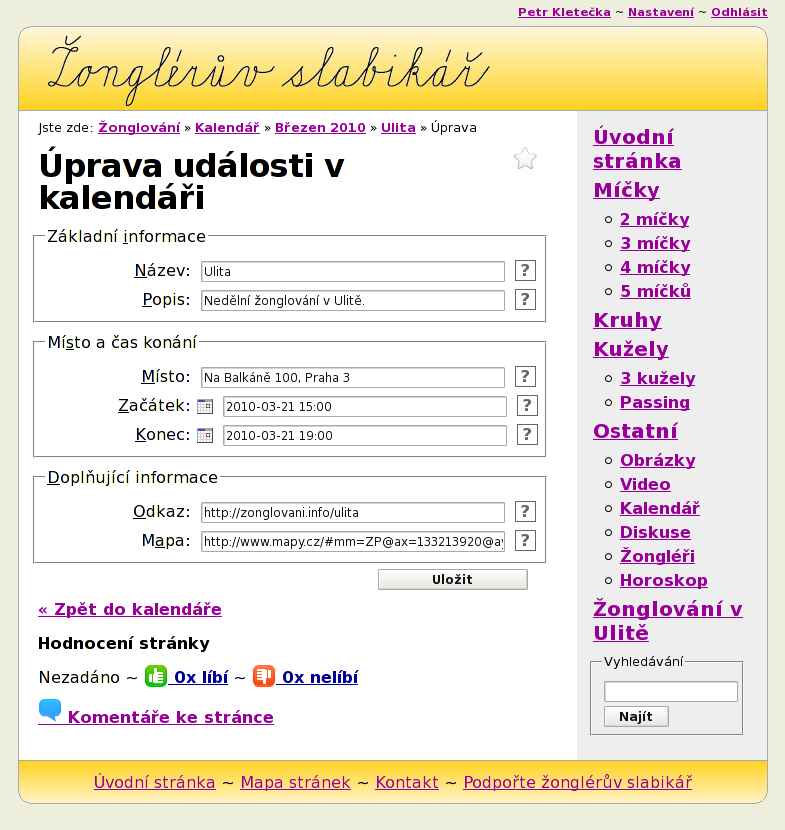 Petr Kletečka ~ Nastavení ~ Odhlásit
Žonglérův slabikář
Jste zde: Žonglování » Kalendář » Březen 2010 » Ulita » Úprava
Úprava události v
kalendáři
Základní informace
Název: Ulita ?
Popis: Nedělní žonglování v Ulitě. ?
Místo a čas konání
Místo: Na Balkáně 100, Praha 3 ?
Začátek: 2010-03-21 15:00 ?
Konec: 2010-03-21 19:00 ?
Doplňující informace
Odkaz: http://zonglovani.info/ulita ?
Mapa: http://www.mapy.cz/#mm=ZP@ax=133213920@ay ?
Uložit
« Zpět do kalendáře
Hodnocení stránky
Nezadáno ~ 0x líbí ~ 0x nelíbí
Komentáře ke stránce
Úvodní
stránka
Míčky
2 míčky
3 míčky
4 míčky
5 míčků
Kruhy
Kužely
3 kužely
Passing
Ostatní
Obrázky
Video
Kalendář
Diskuse
Žongléři
Horoskop
Žonglování v
Ulitě
Vyhledávání
Najít
Úvodní stránka ~ Mapa stránek ~ Kontakt ~ Podpořte žonglérův slabikář